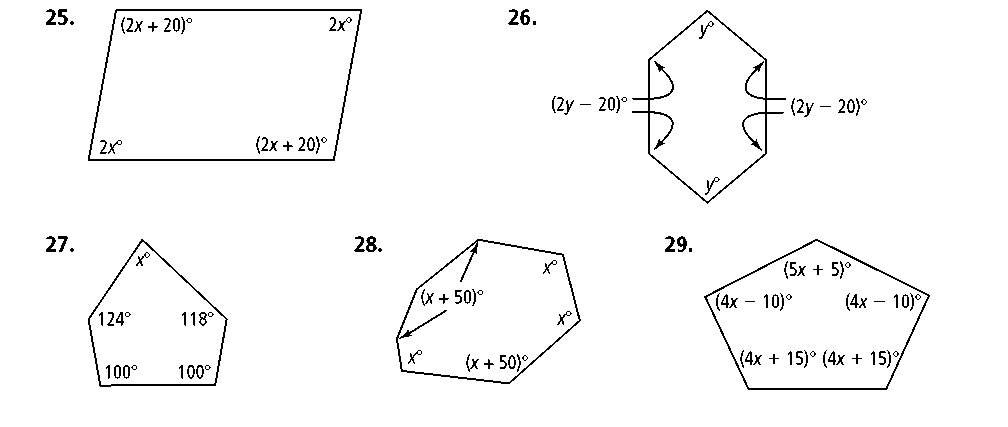 25.
(2x + 20)° 2x°
2x° (2x + 20)°
26.
y°
(2y − 20)° (2y − 20)°
y°
27.
x°
124° 118°
100° 100°
28.
x°
(x + 50)°
x°
x° (x + 50)°
29.
(5x + 5)°
(4x − 10)° (4x − 10)°
(4x + 15)° (4x + 15)°